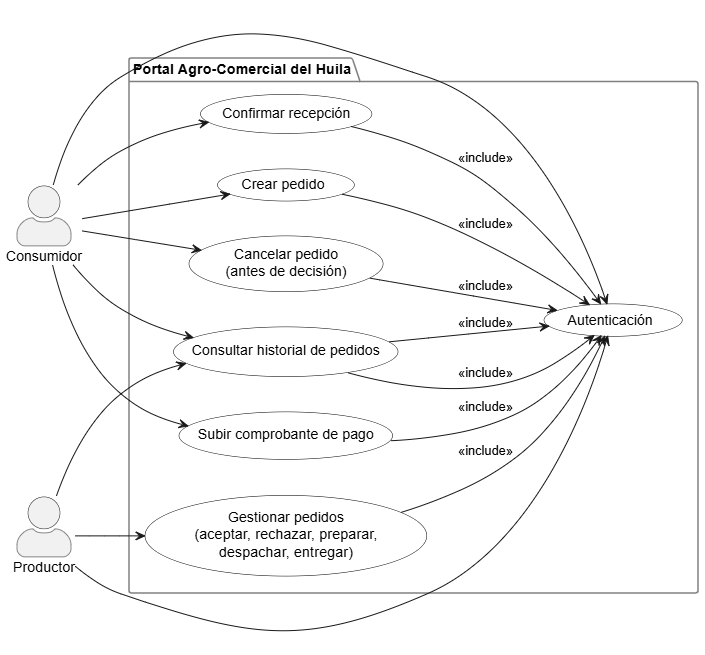 Portal Agro-Comercial del Huila
Confirmar recepción
«include»
Crear pedido
«include»
Consumidor
Cancelar pedido
(antes de decisión)
«include»
Autenticación
«include»
Consultar historial de pedidos
«include»
«include»
Subir comprobante de pago
«include»
Gestionar pedidos
(aceptar, rechazar, preparar,
despachar, entregar)
Productor